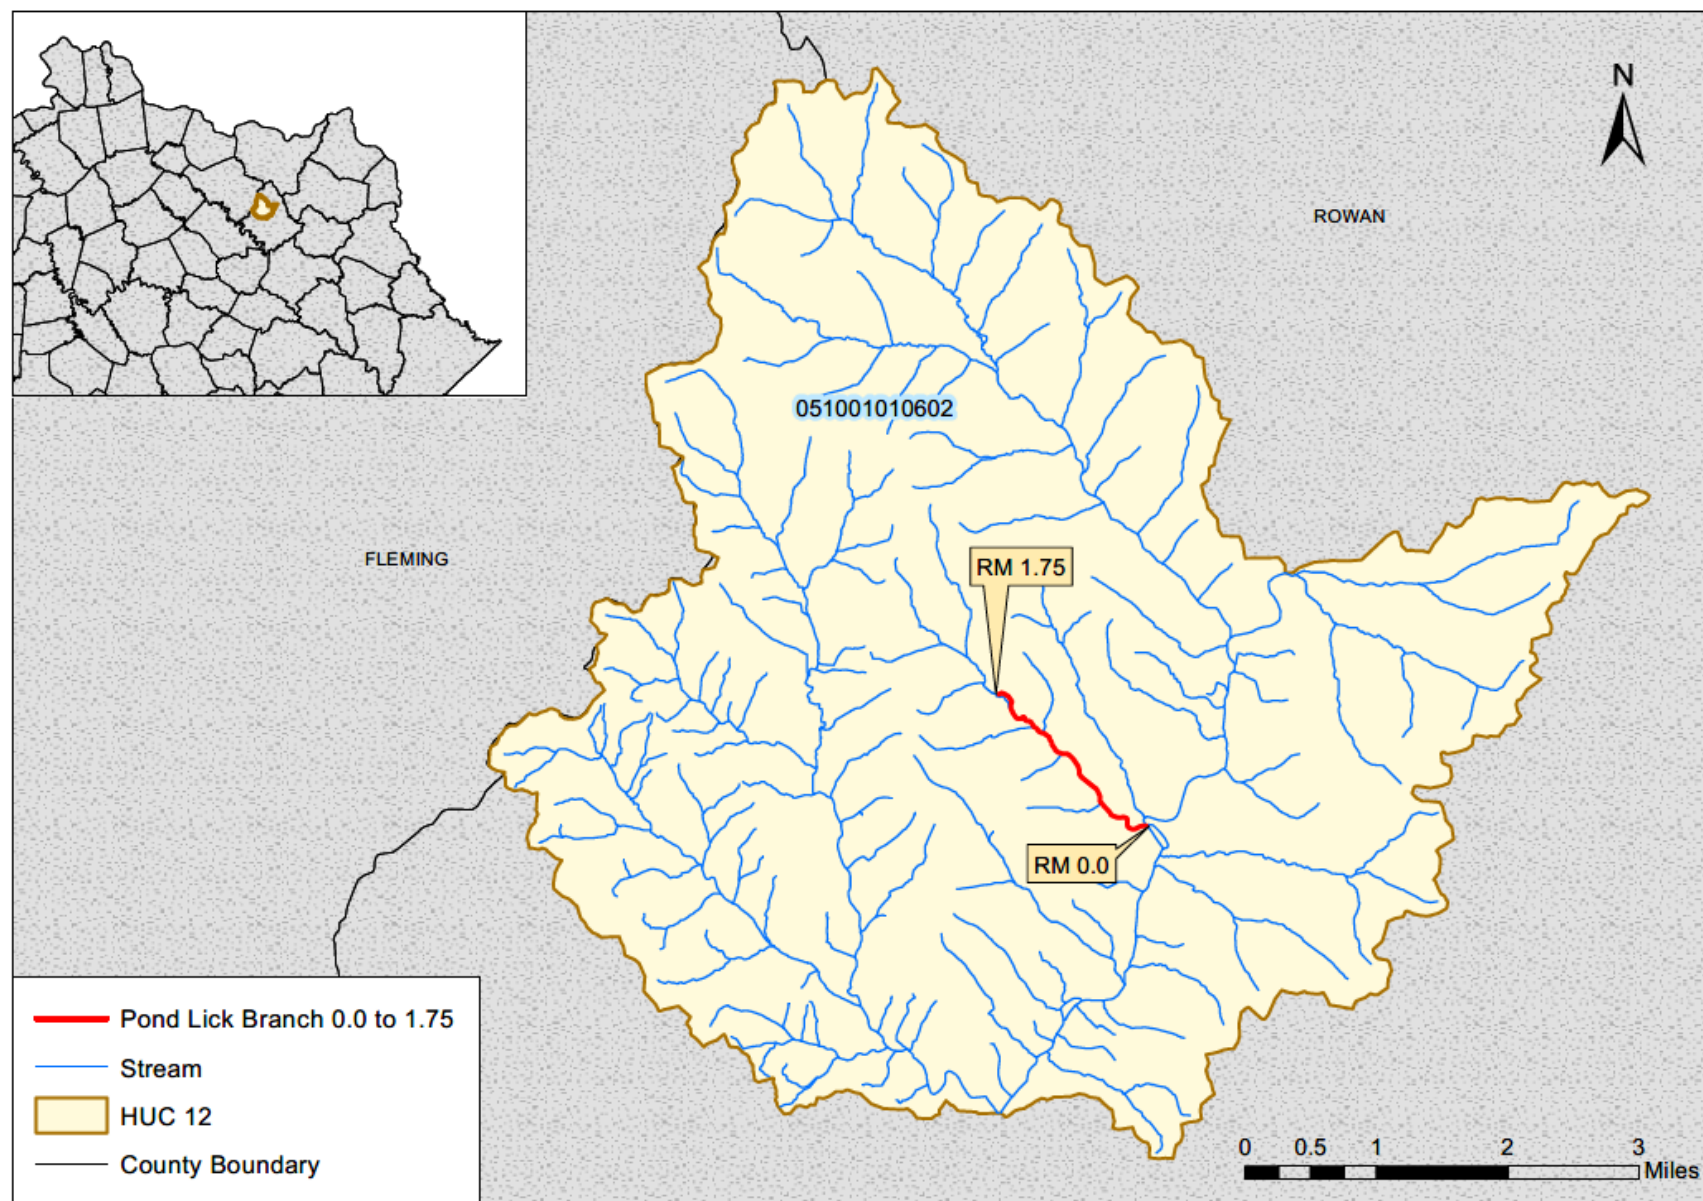 N
ROWAN
051001010602
FLEMING
RM 1.75
RM 0.0
Pond Lick Branch 0.0 to 1.75
Stream
HUC 12
County Boundary
0 0.5 1 2 3
Miles